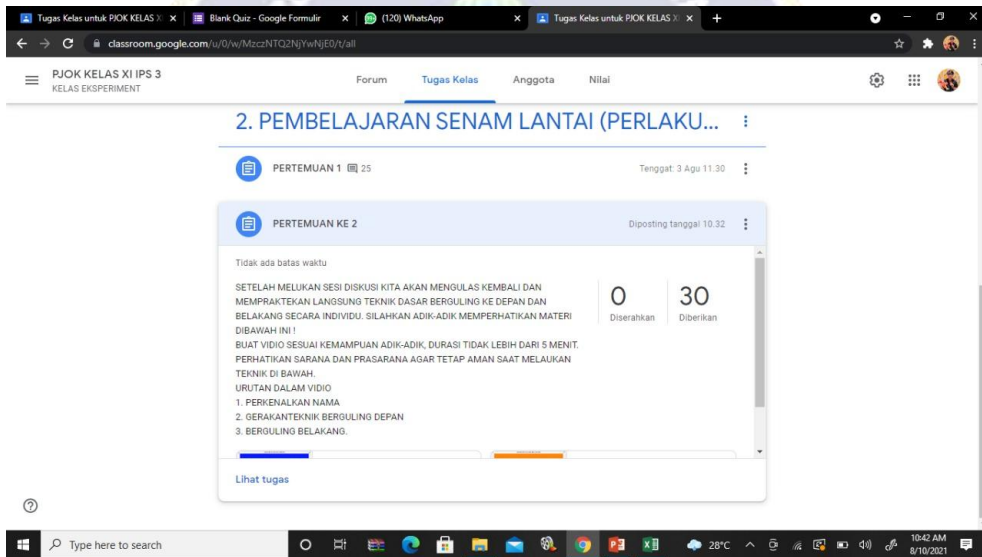 Tugas Kelas untuk PJOK KELAS X
Blank Quiz - Google Formulir
(120) WhatsApp
Tugas Kelas untuk PJOK KELAS X
classroom.google.com/u/0/w/MzczNTQ2NjYwNjE0/t/all
PJOK KELAS XI IPS 3
KELAS EKSPERIMENT
Forum
Tugas Kelas
Anggota
Nilai
2. PEMBELAJARAN SENAM LANTAI (PERLAKU...
PERTEMUAN 1 25
Tenggat: 3 Agu 11.30
PERTEMUAN KE 2
Diposting tanggal 10.32
Tidak ada batas waktu
SETELAH MELUKAN SESI DISKUSI KITA AKAN MENGULAS KEMBALI DAN
MEMPRAKTEKAN LANGSUNG TEKNIK DASAR BERGULING KE DEPAN DAN
BELAKANG SECARA INDIVIDU. SILAHKAN ADIK-ADIK MEMPERHATIKAN MATERI
DIBAWAH INI !
BUAT VIDIO SESUAI KEMAMPUAN ADIK-ADIK, DURASI TIDAK LEBIH DARI 5 MENIT.
PERHATIKAN SARANA DAN PRASARANA AGAR TETAP AMAN SAAT MELAUKAN
TEKNIK DI BAWAH.
URUTAN DALAM VIDIO
1. PERKENALKAN NAMA
2. GERAKANTEKNIK BERGULING DEPAN
3. BERGULING BELAKANG.
0
Diserahkan
30
Diberikan
Lihat tugas
Type here to search
28°C
10:42 AM
8/10/2021